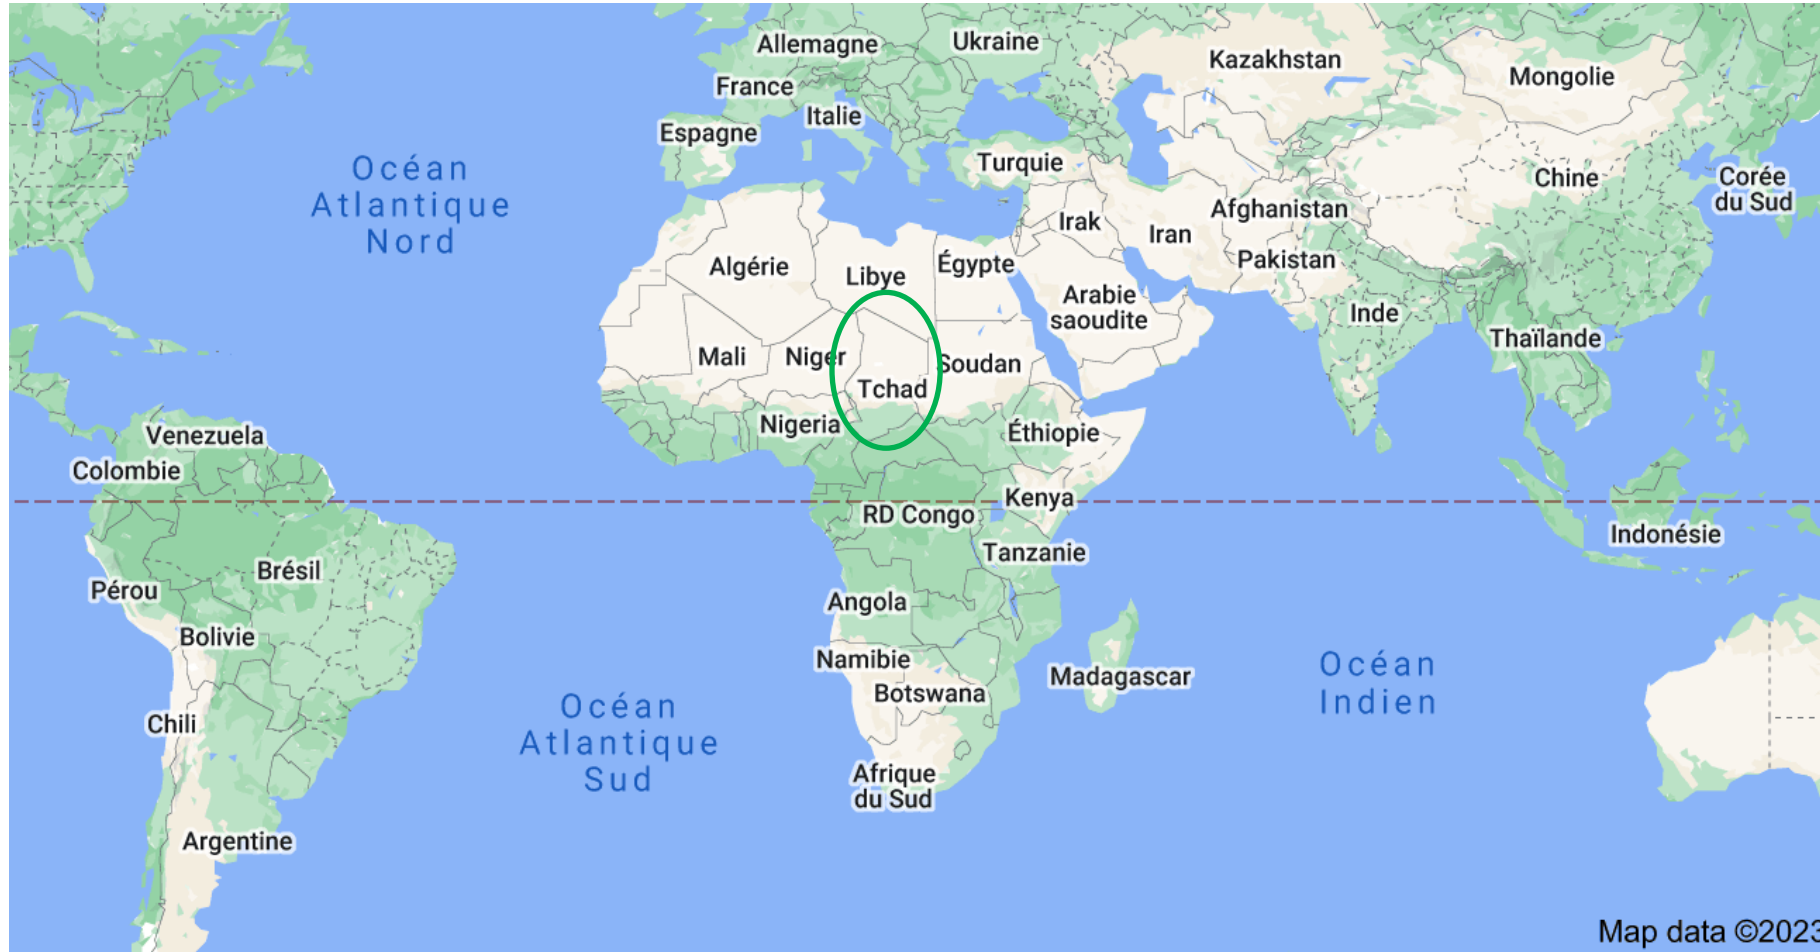 Allemagne
Ukraine
Kazakhstan
Mongolie
France
Italie
Espagne
Turquie
Chine
Corée
du Sud
Océan
Atlantique
Nord
Afghanistan
Irak
Iran
Pakistan
Algérie
Libye
Égypte
Arabie
saoudite
Inde
Thaïlande
Mali
Niger
Tchad
Soudan
Nigeria
Éthiopie
Venezuela
Colombie
Kenya
RD Congo
Indonésie
Tanzanie
Brésil
Pérou
Angola
Bolivie
Namibie
Madagascar
Botswana
Océan
Indien
Chili
Océan
Atlantique
Sud
Afrique
du Sud
Argentine
Map data ©2023